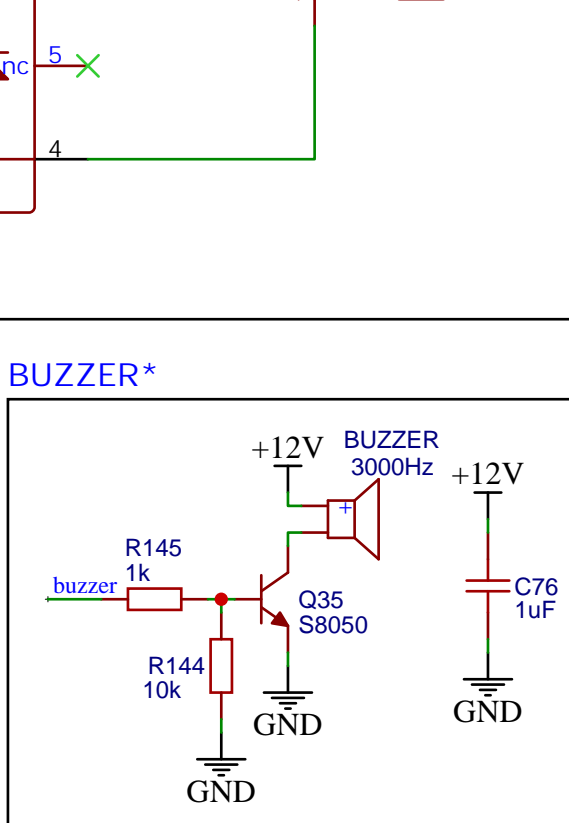 nc
5
4
BUZZER*
+12V
BUZZER
3000Hz
+
+12V
R145
1k
buzzer
Q35
S8050
C76
1uF
R144
10k
GND
GND
GND